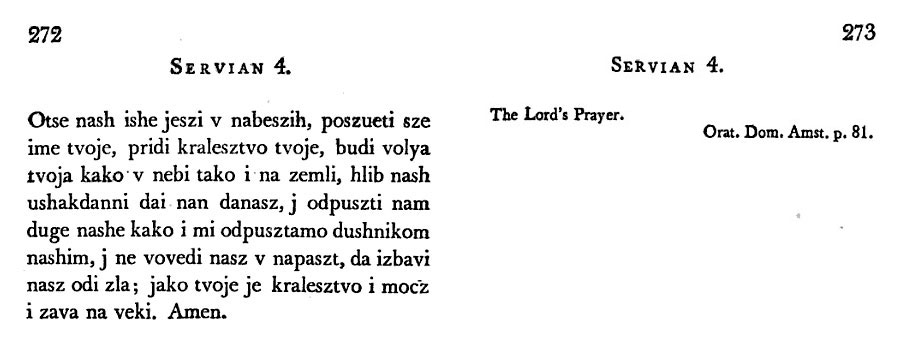 272
SERVIAN 4.
Otse nash ishe jeszi v nabeszih, poszueti sze
ime tvoje, pridi kralesztvo tvoje, budi volya
tvoja kako v nebi tako i na zemli, hlib nash
ushakdanni dai nan danasz, j odpuszti nam
duge nashe kako i mi odpusztamo dushnikom
nashim, j ne vovedi nasz v napaszt, da izbavi
nasz odi zla; jako tvoje je kralesztvo i mocz
i zava na veki. Amen.
273
SERVIAN 4.
The Lord's Prayer.
Orat. Dom. Amst. p. 81.